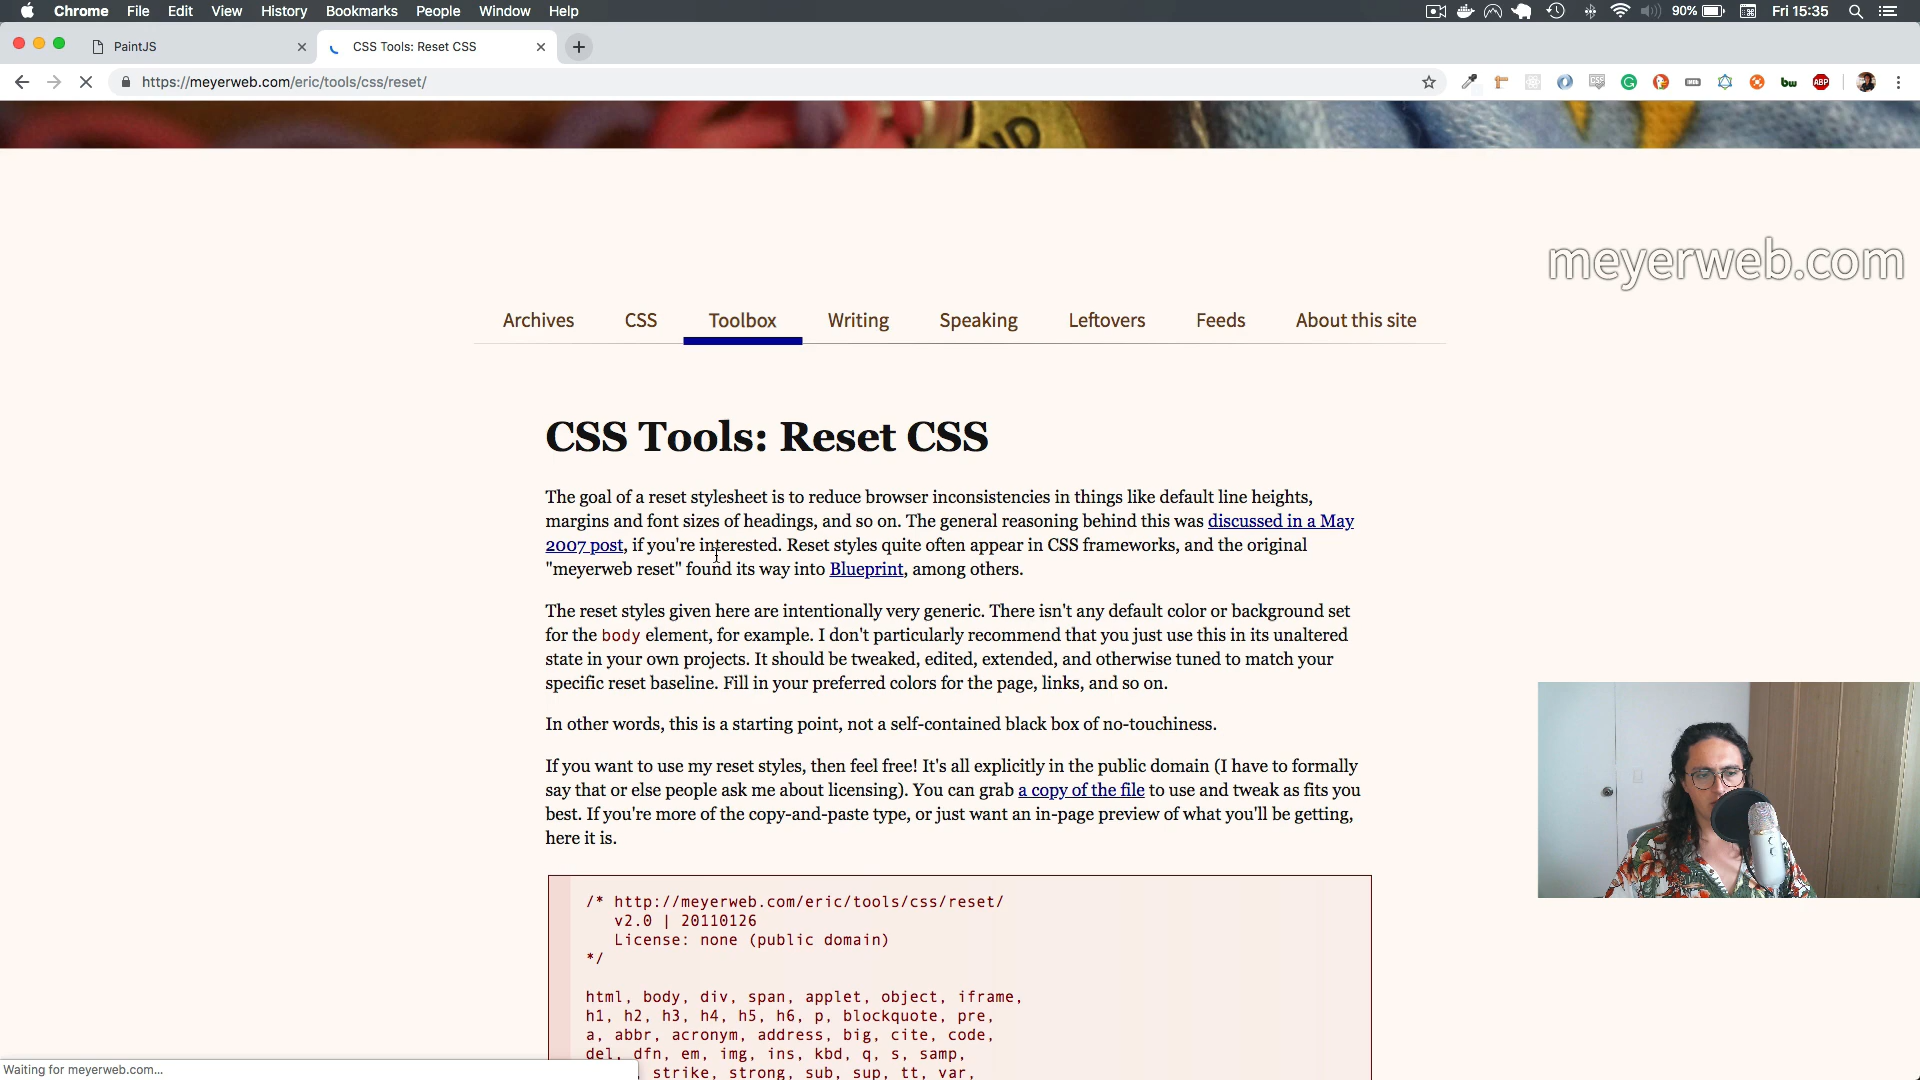 Chrome File Edit View History Bookmarks People Window Help 90% Fri 15:35
PaintJS CSS Tools: Reset CSS
https://meyerweb.com/eric/tools/css/reset/
meyerweb.com
Archives CSS Toolbox Writing Speaking Leftovers Feeds About this site
CSS Tools: Reset CSS
The goal of a reset stylesheet is to reduce browser inconsistencies in things like default line heights,
margins and font sizes of headings, and so on. The general reasoning behind this was discussed in a May
2007 post, if you're interested. Reset styles quite often appear in CSS frameworks, and the original
"meyerweb reset" found its way into Blueprint, among others.
The reset styles given here are intentionally very generic. There isn't any default color or background set
for the body element, for example. I don't particularly recommend that you just use this in its unaltered
state in your own projects. It should be tweaked, edited, extended, and otherwise tuned to match your
specific reset baseline. Fill in your preferred colors for the page, links, and so on.
In other words, this is a starting point, not a self-contained black box of no-touchiness.
If you want to use my reset styles, then feel free! It's all explicitly in the public domain (I have to formally
say that or else people ask me about licensing). You can grab a copy of the file to use and tweak as fits you
best. If you're more of the copy-and-paste type, or just want an in-page preview of what you'll be getting,
here it is.
/* http://meyerweb.com/eric/tools/css/reset/
v2.0 | 20110126
License: none (public domain)
*/
html, body, div, span, applet, object, iframe,
h1, h2, h3, h4, h5, h6, p, blockquote, pre,
a, abbr, acronym, address, big, cite, code,
del, dfn, em, img, ins, kbd, q, s, samp,
strike, strong, sub, sup, tt, var,
Waiting for meyerweb.com...